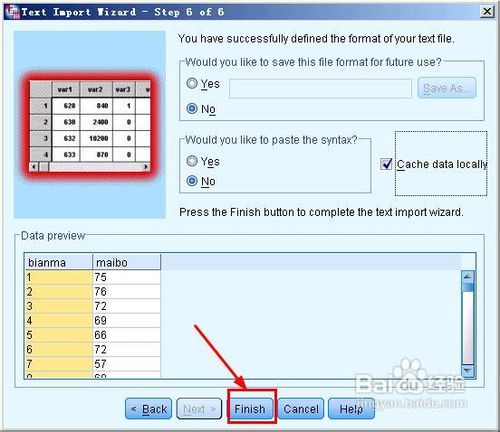 Text Import Wizard - Step 6 of 6
You have successfully defined the format of your text file.
Would you like to save this file format for future use?
Yes
Save As...
No
var1 var2 var3
1 628 840 1
2 630 2400 0
3 632 10200 0
4 633 870 0
Would you like to paste the syntax?
Yes
No
Cache data locally
Press the Finish button to complete the text import wizard.
Data preview
bianma maibo
1 75
2 76
3 72
4 69
5 66
6 72
7 57
< Back Next > Finish Cancel Help
Baidu经验
jingyan.baidu.com